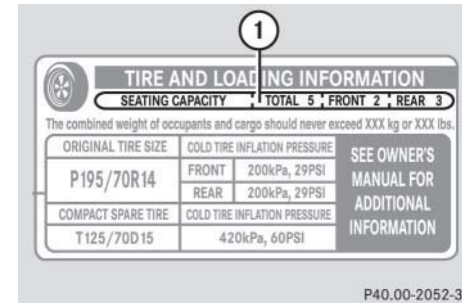 1
TIRE AND LOADING INFORMATION
SEATING CAPACITY TOTAL 5 FRONT 2 REAR 3
The combined weight of occupants and cargo should never exceed XXX kg or XXX lbs.
ORIGINAL TIRE SIZE
COLD TIRE INFLATION PRESSURE
P195/70R14
FRONT 200kPa, 29PSI
REAR 200kPa, 29PSI
COMPACT SPARE TIRE
COLD TIRE INFLATION PRESSURE
T125/70D15
420kPa, 60PSI
SEE OWNER'S
MANUAL FOR
ADDITIONAL
INFORMATION
P40.00-2052-3